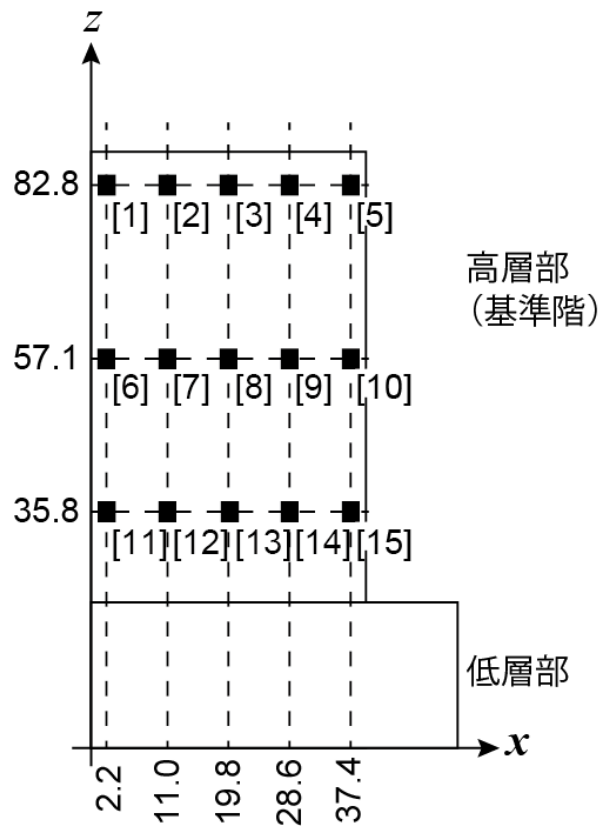 z
82.8
[1] [2] [3] [4] [5]
高層部
（基準階）
57.1
[6] [7] [8] [9] [10]
35.8
[11] [12] [13] [14] [15]
低層部
x
2.2 11.0 19.8 28.6 37.4